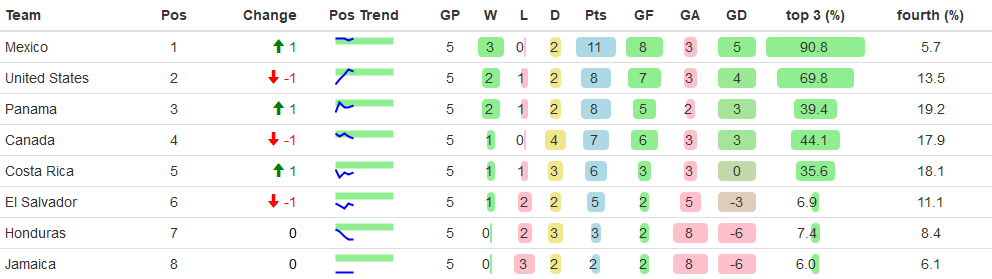 Team Pos Change Pos Trend GP W L D Pts GF GA GD top 3 (%) fourth (%)
Mexico 1 1 5 3 0 2 11 8 3 5 90.8 5.7
United States 2 -1 5 2 1 2 8 7 3 4 69.8 13.5
Panama 3 1 5 2 1 2 8 5 2 3 39.4 19.2
Canada 4 -1 5 1 0 4 7 6 3 3 44.1 17.9
Costa Rica 5 1 5 1 1 3 6 3 3 0 35.6 18.1
El Salvador 6 -1 5 1 2 2 5 2 5 -3 6.9 11.1
Honduras 7 0 5 0 2 3 3 2 8 -6 7.4 8.4
Jamaica 8 0 5 0 3 2 2 2 8 -6 6.0 6.1